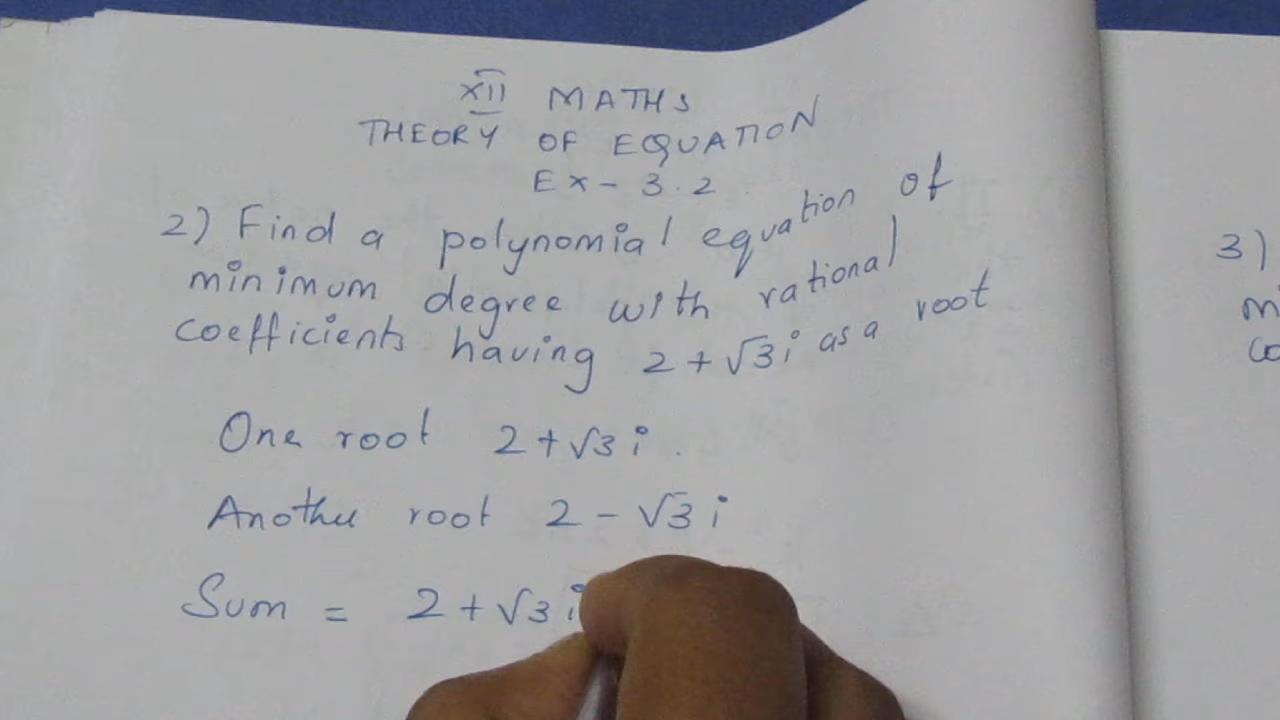 XII MATHS
THEORY OF EQUATION
Ex - 3.2
2) Find a polynomial equation of
minimum degree with rational
coefficients having 2 + √3 i as a root
One root 2 + √3 i.
Another root 2 - √3 i
Sum = 2 + √3 i
3)